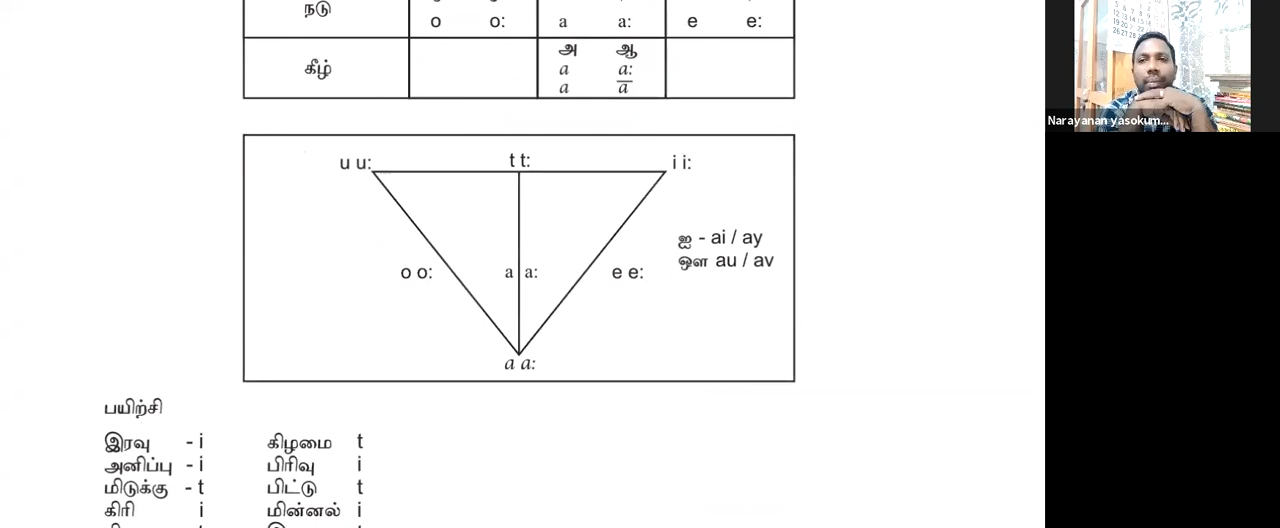 நடு
o o: a a: e e:
கீழ்
அ ஆ
a a:
a a
u u: t t: i i:
ஐ - ai / ay
ஔ au / av
o o: a a: e e:
a a:
பயிற்சி
இரவு - i கிழமை t
அனிப்பு - i பிரிவு i
மிடுக்கு - t பிட்டு t
கிரி i மின்னல் i
Narayanan yasokum...